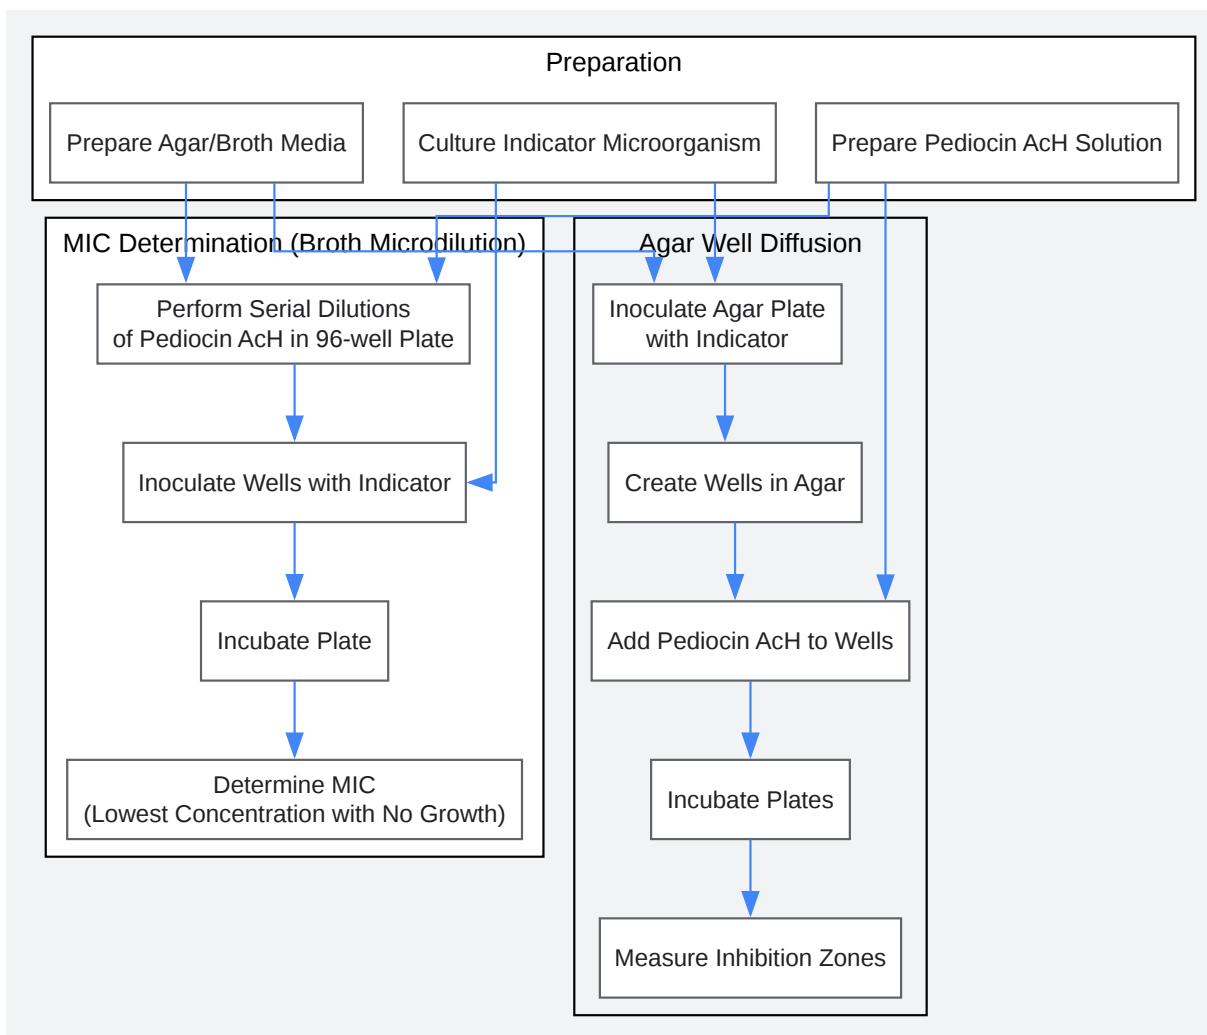 Preparation
Prepare Agar/Broth Media
Culture Indicator Microorganism
Prepare Pediocin AcH Solution
MIC Determination (Broth Microdilution)
Perform Serial Dilutions
of Pediocin AcH in 96-well Plate
Inoculate Wells with Indicator
Incubate Plate
Determine MIC
(Lowest Concentration with No Growth)
Agar Well Diffusion
Inoculate Agar Plate
with Indicator
Create Wells in Agar
Add Pediocin AcH to Wells
Incubate Plates
Measure Inhibition Zones